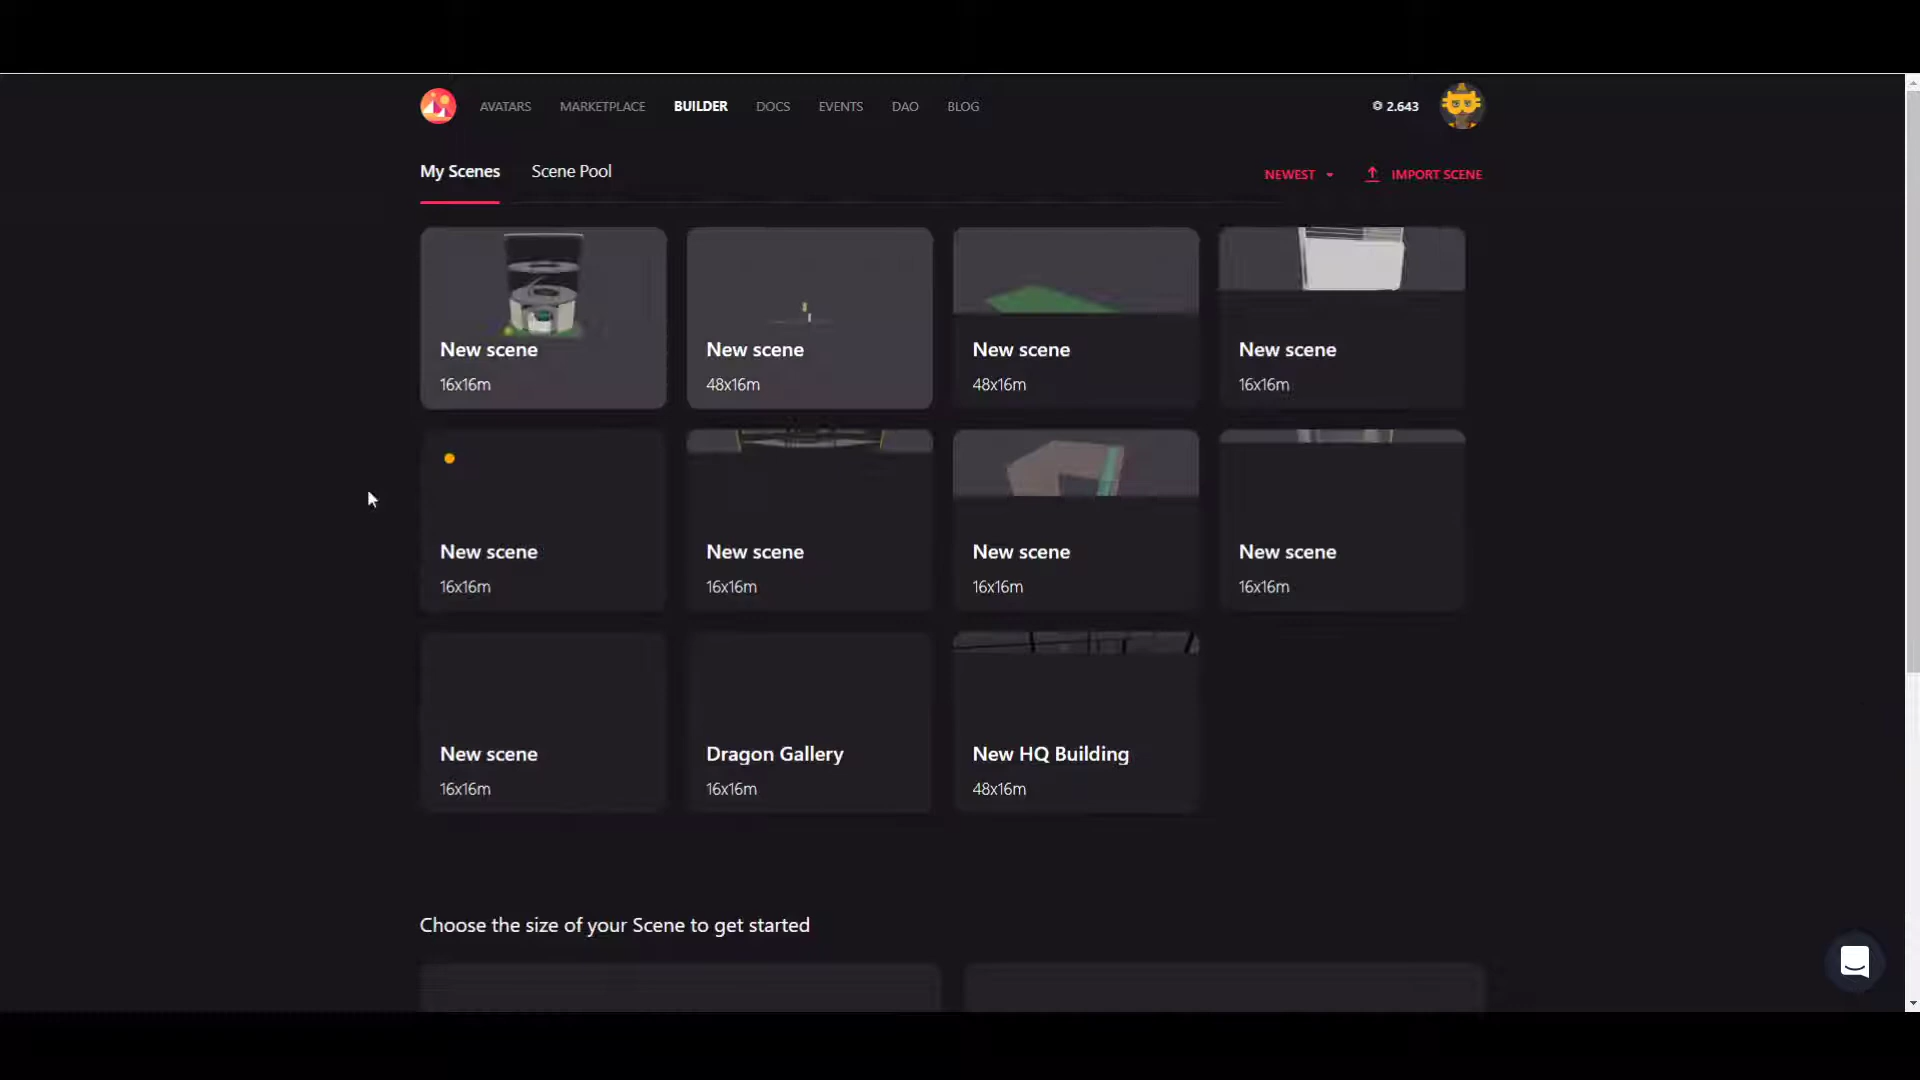 AVATARS MARKETPLACE BUILDER DOCS EVENTS DAO BLOG 2.643
My Scenes Scene Pool NEWEST IMPORT SCENE
New scene New scene New scene New scene
16x16m 48x16m 48x16m 16x16m
New scene New scene New scene New scene
16x16m 16x16m 16x16m 16x16m
New scene Dragon Gallery New HQ Building
16x16m 16x16m 48x16m
Choose the size of your Scene to get started